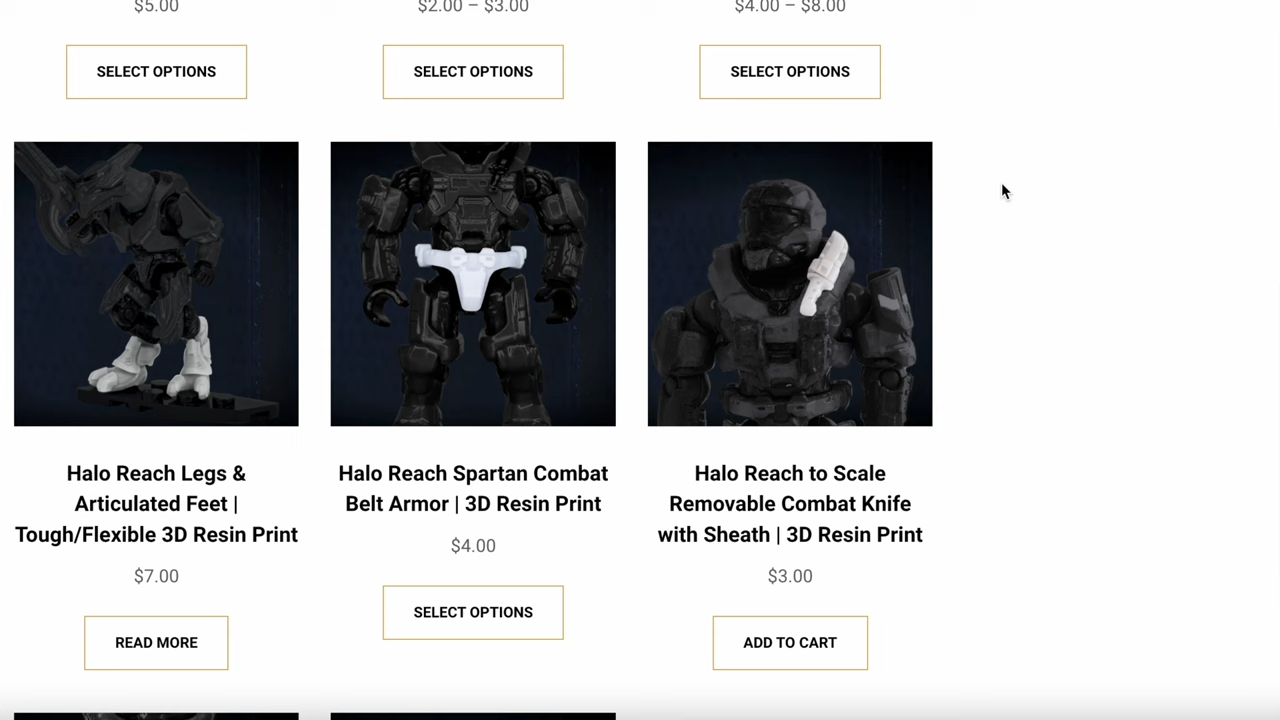 $5.00
$2.00 – $3.00
$4.00 – $8.00
SELECT OPTIONS
SELECT OPTIONS
SELECT OPTIONS
Halo Reach Legs &
Articulated Feet |
Tough/Flexible 3D Resin Print
$7.00
READ MORE
Halo Reach Spartan Combat
Belt Armor | 3D Resin Print
$4.00
SELECT OPTIONS
Halo Reach to Scale
Removable Combat Knife
with Sheath | 3D Resin Print
$3.00
ADD TO CART